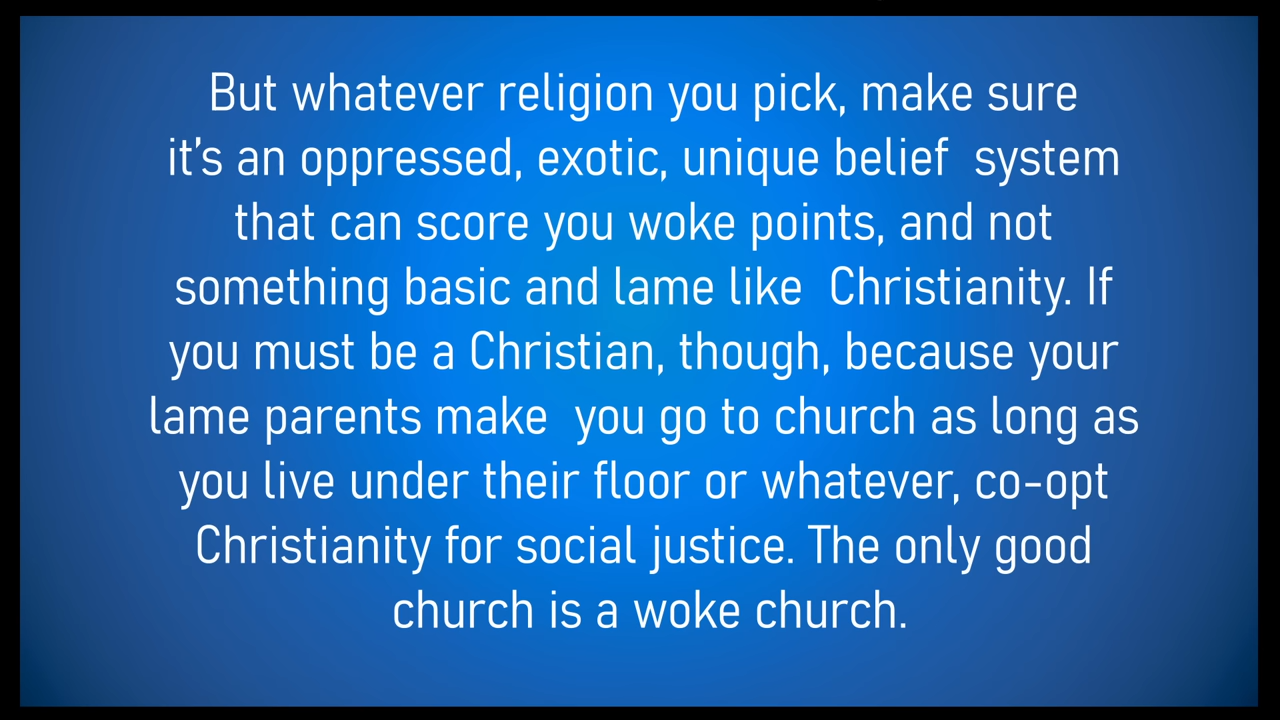 But whatever religion you pick, make sure
it's an oppressed, exotic, unique belief  system
that can score you woke points, and not
something basic and lame like  Christianity. If
you must be a Christian, though, because your
lame parents make  you go to church as long as
you live under their floor or whatever, co-opt
Christianity for social justice. The only good
church is a woke church.